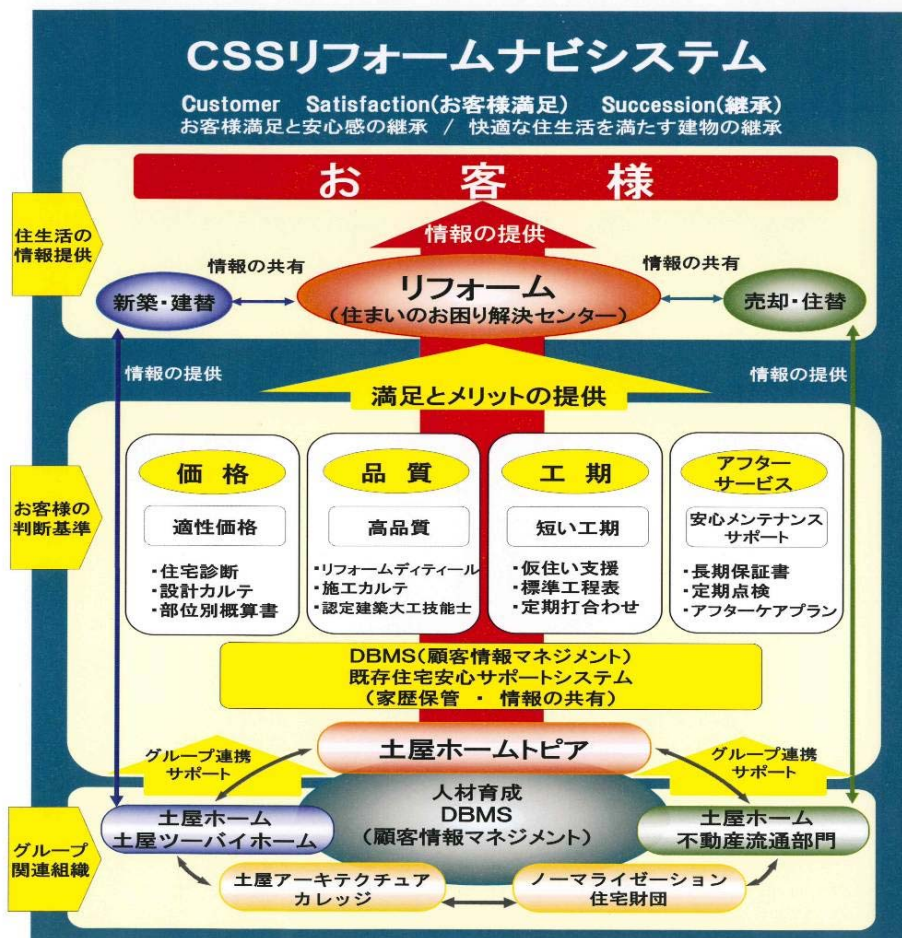 CSSリフォームナビシステム
Customer Satisfaction(お客様満足) Succession(継承)
お客様満足と安心感の継承 / 快適な住生活を満たす建物の継承
お客様
住生活の
情報提供
情報の提供
情報の共有
情報の共有
新築・建替
リフォーム
(住まいのお困り解決センター)
売却・住替
情報の提供
情報の提供
満足とメリットの提供
お客様の
判断基準
価格
適性価格
・住宅診断
・設計カルテ
・部位別概算書
品質
高品質
・リフォームディティール
・施工カルテ
・認定建築大工技能士
工期
短い工期
・仮住い支援
・標準工程表
・定期打合わせ
アフター
サービス
安心メンテナンス
サポート
・長期保証書
・定期点検
・アフターケアプラン
DBMS(顧客情報マネジメント)
既存住宅安心サポートシステム
(家歴保管 ・ 情報の共有)
土屋ホームトピア
グループ連携
サポート
グループ連携
サポート
グループ
関連組織
人材育成
DBMS
(顧客情報マネジメント)
土屋ホーム
土屋ツーバイホーム
土屋ホーム
不動産流通部門
土屋アーキテクチュア
カレッジ
ノーマライゼーション
住宅財団